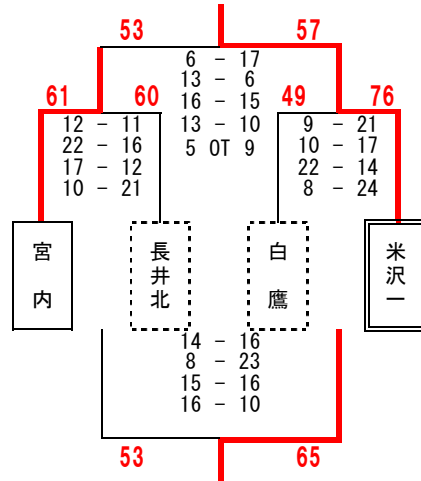 53 57
6 - 17
13 - 6
16 - 15
13 - 10
5 OT 9
61 60
12 - 11
22 - 16
17 - 12
10 - 21
49 76
9 - 21
10 - 17
22 - 14
8 - 24
宮内
長井北
白鷹
米沢一
14 - 16
8 - 23
15 - 16
16 - 10
53 65